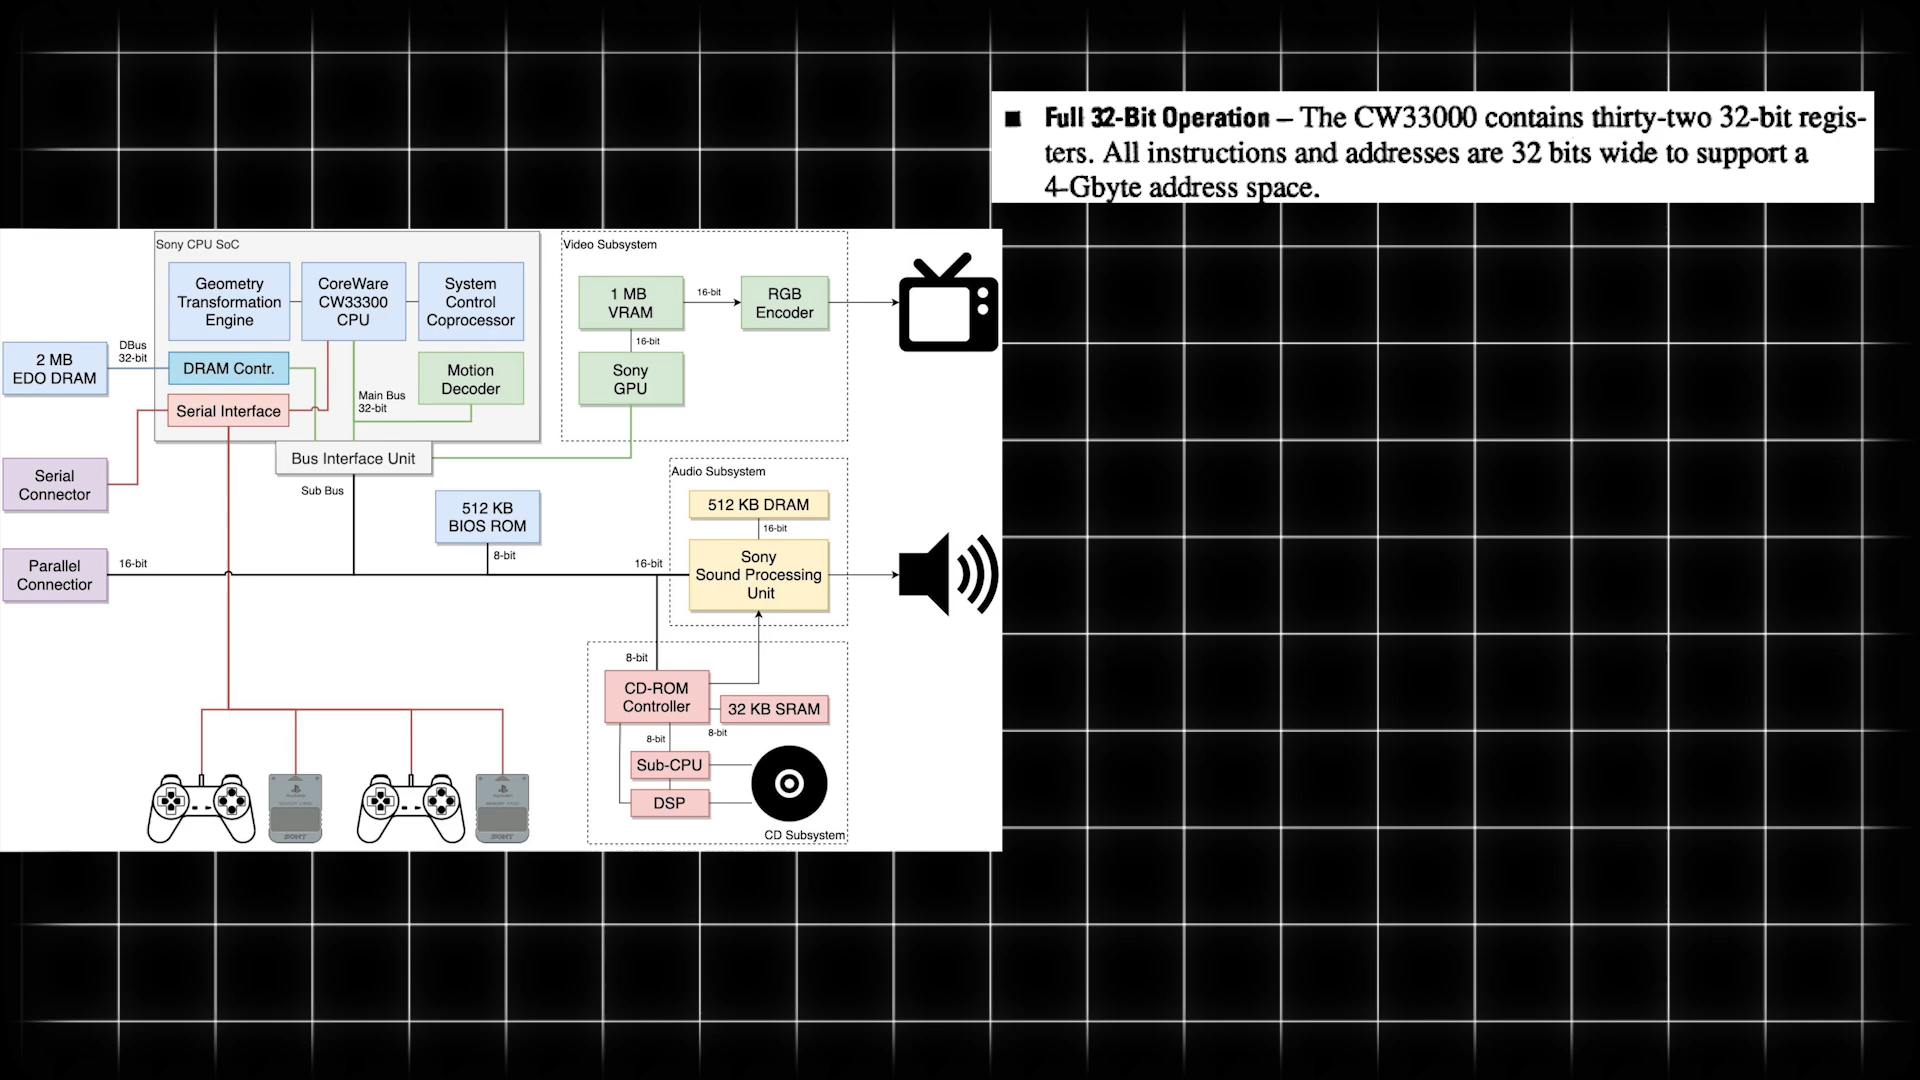 ■ Full 32-Bit Operation – The CW33000 contains thirty-two 32-bit regis-
ters. All instructions and addresses are 32 bits wide to support a
4-Gbyte address space.
Sony CPU SoC
Geometry
Transformation
Engine
CoreWare
CW33300
CPU
System
Control
Coprocessor
DBus
32-bit
2 MB
EDO DRAM
DRAM Contr.
Serial Interface
Main Bus
32-bit
Motion
Decoder
Bus Interface Unit
Sub Bus
Serial
Connector
Parallel
Connectior
16-bit
512 KB
BIOS ROM
8-bit
16-bit
Video Subsystem
1 MB
VRAM
16-bit
RGB
Encoder
16-bit
Sony
GPU
Audio Subsystem
512 KB DRAM
16-bit
Sony
Sound Processing
Unit
8-bit
CD-ROM
Controller
32 KB SRAM
8-bit
8-bit
Sub-CPU
DSP
CD Subsystem
SONY
SONY